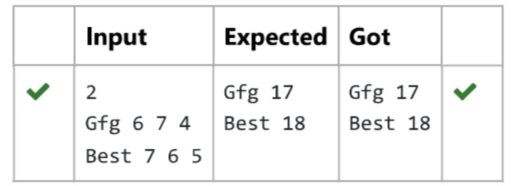 Input Expected Got
2 Gfg 17 Gfg 17
Gfg 6 7 4 Best 18 Best 18
Best 7 6 5